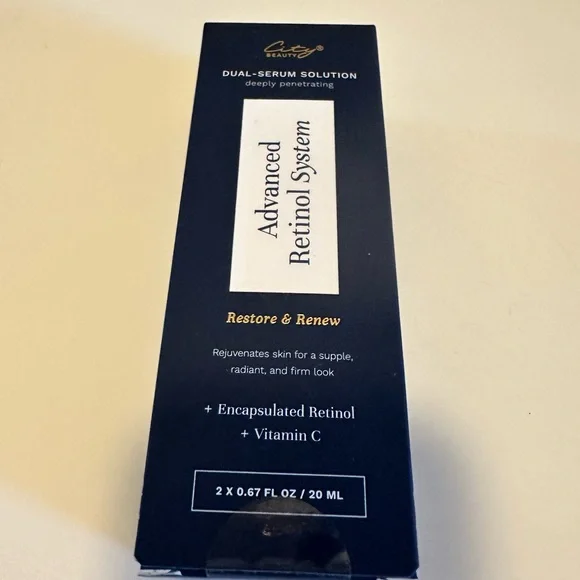 City®
BEAUTY
DUAL-SERUM SOLUTION
deeply penetrating
Advanced
Retinol System
Restore & Renew
Rejuvenates skin for a supple,
radiant, and firm look
+ Encapsulated Retinol
+ Vitamin C
2 X 0.67 FL OZ / 20 ML